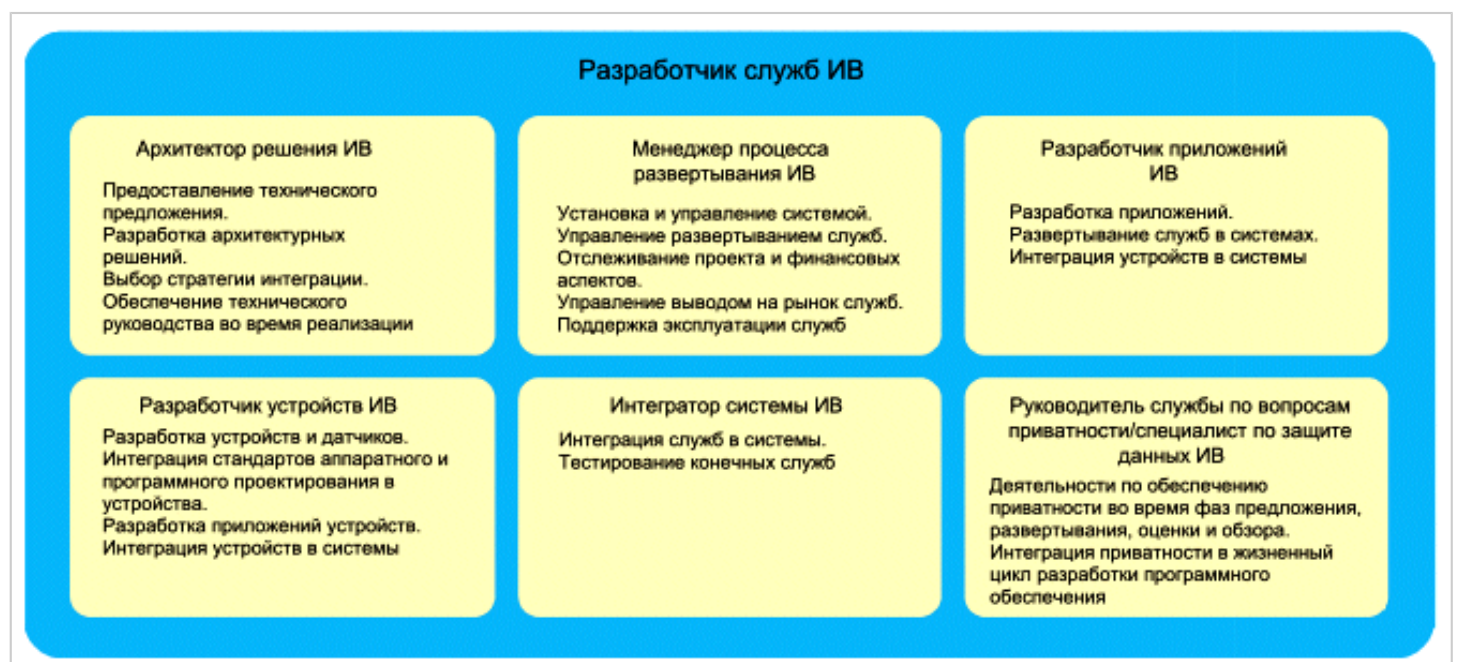 Разработчик служб ИВ
Архитектор решения ИВ
Предоставление технического
предложения.
Разработка архитектурных
решений.
Выбор стратегии интеграции.
Обеспечение технического
руководства во время реализации
Менеджер процесса
развертывания ИВ
Установка и управление системой.
Управление развертыванием служб.
Отслеживание проекта и финансовых
аспектов.
Управление выводом на рынок служб.
Поддержка эксплуатации служб
Разработчик приложений
ИВ
Разработка приложений.
Развертывание служб в системах.
Интеграция устройств в системы
Разработчик устройств ИВ
Разработка устройств и датчиков.
Интеграция стандартов аппаратного и
программного проектирования в
устройства.
Разработка приложений устройств.
Интеграция устройств в системы
Интегратор системы ИВ
Интеграция служб в системы.
Тестирование конечных служб
Руководитель службы по вопросам
приватности/специалист по защите
данных ИВ
Деятельности по обеспечению
приватности во время фаз предложения,
развертывания, оценки и обзора.
Интеграция приватности в жизненный
цикл разработки программного
обеспечения